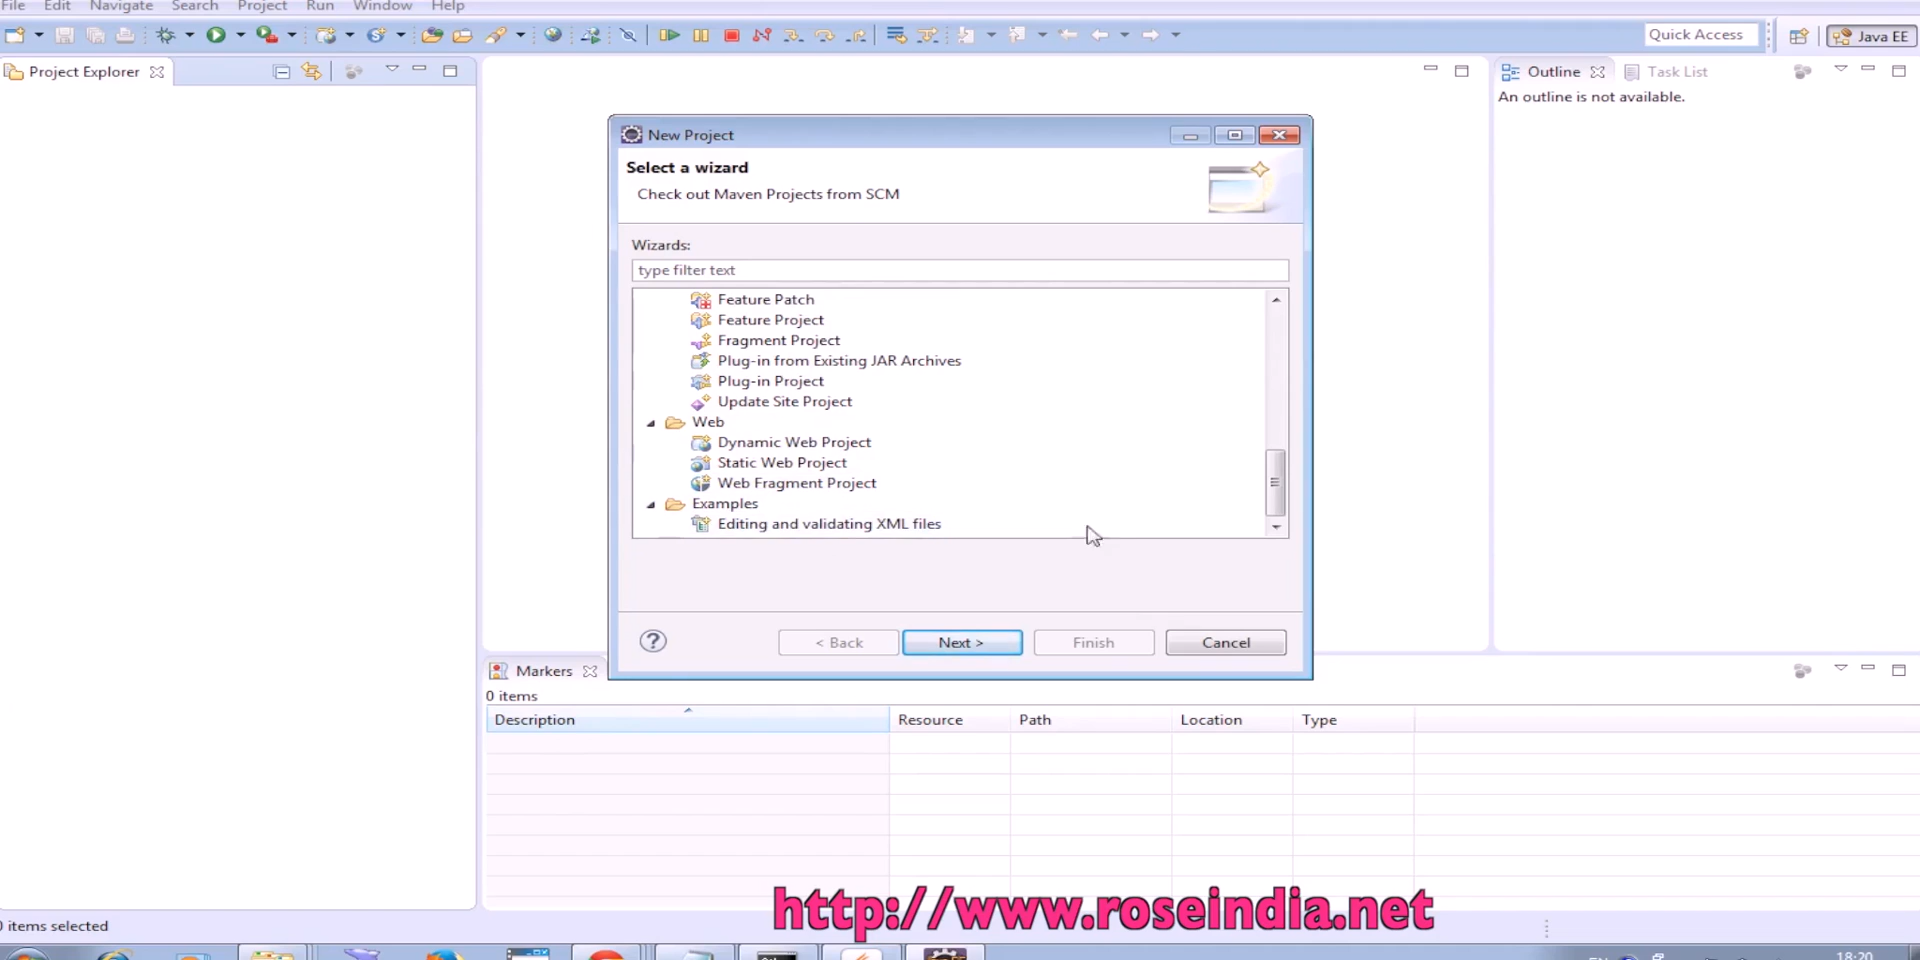 File Edit Navigate Search Project Run Window Help
Quick Access
Java EE
Project Explorer
Outline
Task List
An outline is not available.
New Project
Select a wizard
Check out Maven Projects from SCM
Wizards:
type filter text
Feature Patch
Feature Project
Fragment Project
Plug-in from Existing JAR Archives
Plug-in Project
Update Site Project
Web
Dynamic Web Project
Static Web Project
Web Fragment Project
Examples
Editing and validating XML files
< Back
Next >
Finish
Cancel
Markers
0 items
Description Resource Path Location Type
http://www.roseindia.net
0 items selected
18:20